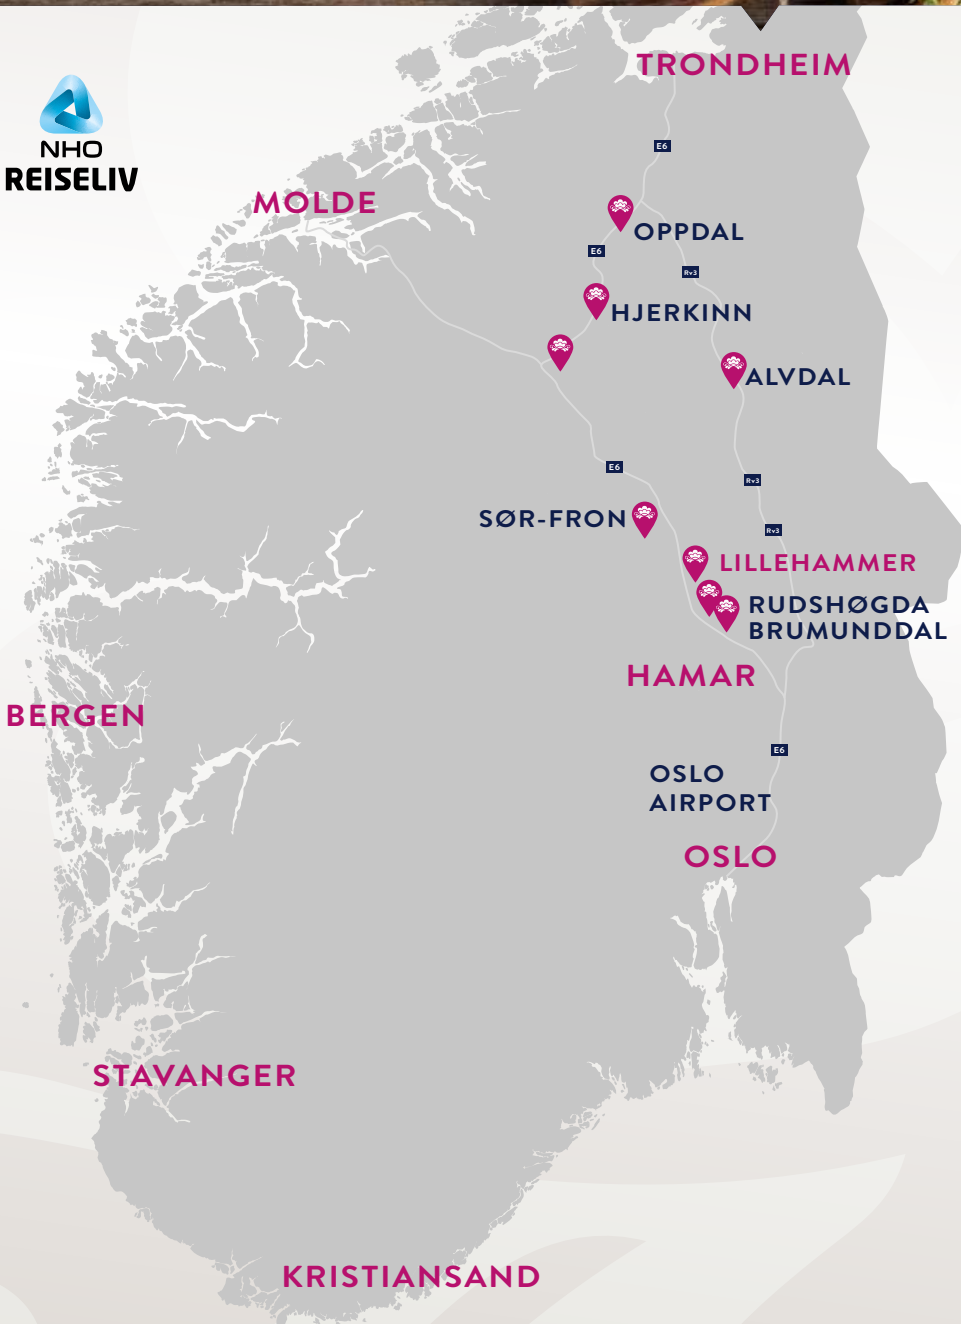 TRONDHEIM
NHO
REISELIV
E6
MOLDE
OPPDAL
E6
Rv3
HJERKINN
ALVDAL
E6
Rv3
SØR-FRON
Rv3
LILLEHAMMER
RUDSHØGDA
BRUMUNDDAL
HAMAR
BERGEN
E6
OSLO
AIRPORT
OSLO
STAVANGER
KRISTIANSAND